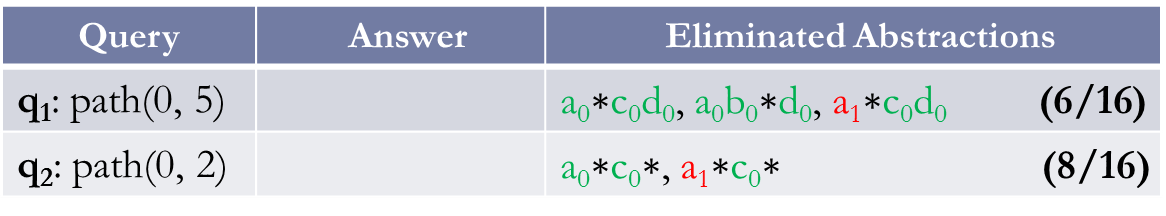 Query Answer Eliminated Abstractions
q₁: path(0, 5) a₀*c₀d₀, a₀b₀*d₀, a₁*c₀d₀ (6/16)
q₂: path(0, 2) a₀*c₀*, a₁*c₀* (8/16)